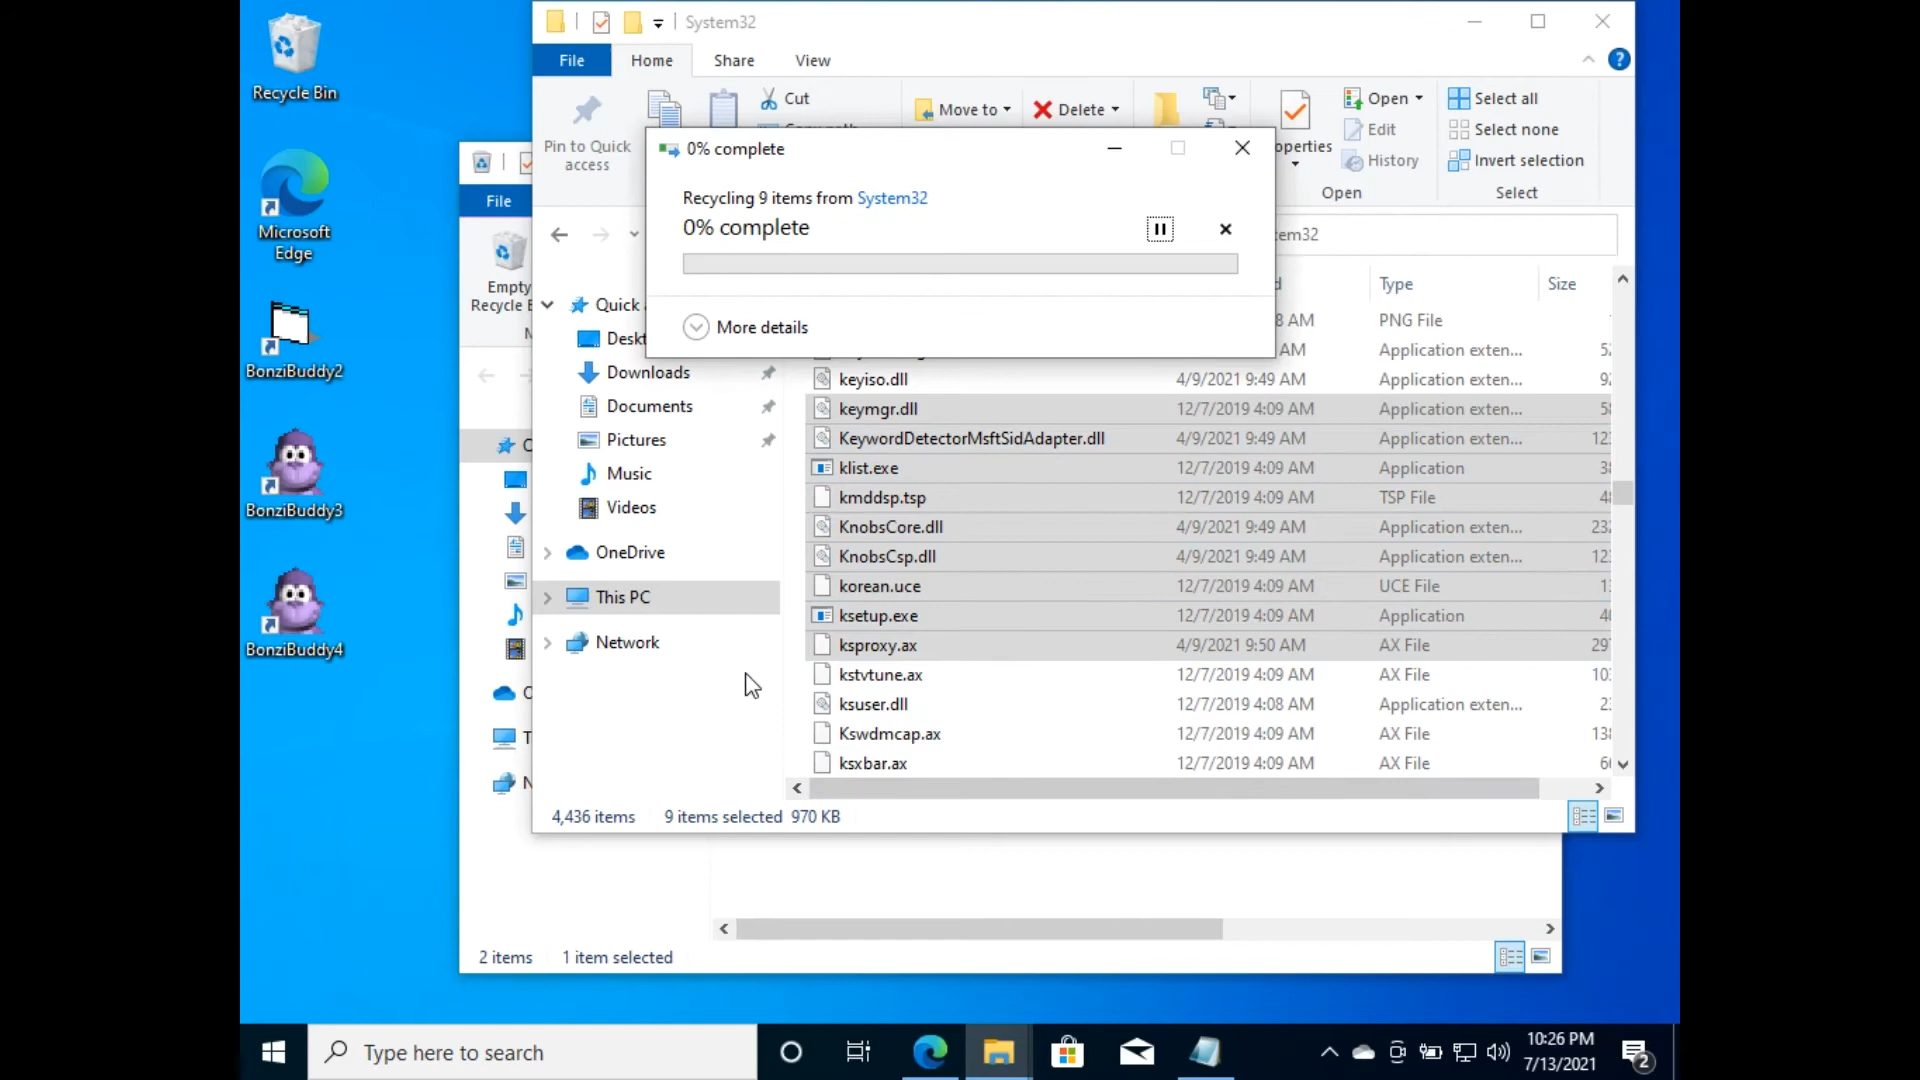 Recycle Bin
Microsoft
Edge
BonziBuddy2
BonziBuddy3
BonziBuddy4
System32
File
Home
Share
View
Pin to Quick
access
Cut
Move to
Delete
Open
Edit
History
Open
Select all
Select none
Invert selection
Select
0% complete
Recycling 9 items from System32
0% complete
More details
File
Empty
Recycle
Quick
Downloads
Documents
Pictures
Music
Videos
OneDrive
This PC
Network
Type
Size
PNG File
AM Application exten...
keyiso.dll 4/9/2021 9:49 AM Application exten...
keymgr.dll 12/7/2019 4:09 AM Application exten...
KeywordDetectorMsftSidAdapter.dll 4/9/2021 9:49 AM Application exten...
klist.exe 12/7/2019 4:09 AM Application
kmddsp.tsp 12/7/2019 4:09 AM TSP File
KnobsCore.dll 4/9/2021 9:49 AM Application exten...
KnobsCsp.dll 4/9/2021 9:49 AM Application exten...
korean.uce 12/7/2019 4:09 AM UCE File
ksetup.exe 12/7/2019 4:09 AM Application
ksproxy.ax 4/9/2021 9:50 AM AX File
kstvtune.ax 12/7/2019 4:09 AM AX File
ksuser.dll 12/7/2019 4:08 AM Application exten...
Kswdmcap.ax 12/7/2019 4:09 AM AX File
ksxbar.ax 12/7/2019 4:09 AM AX File
4,436 items 9 items selected 970 KB
2 items 1 item selected
Type here to search
10:26 PM
7/13/2021
2